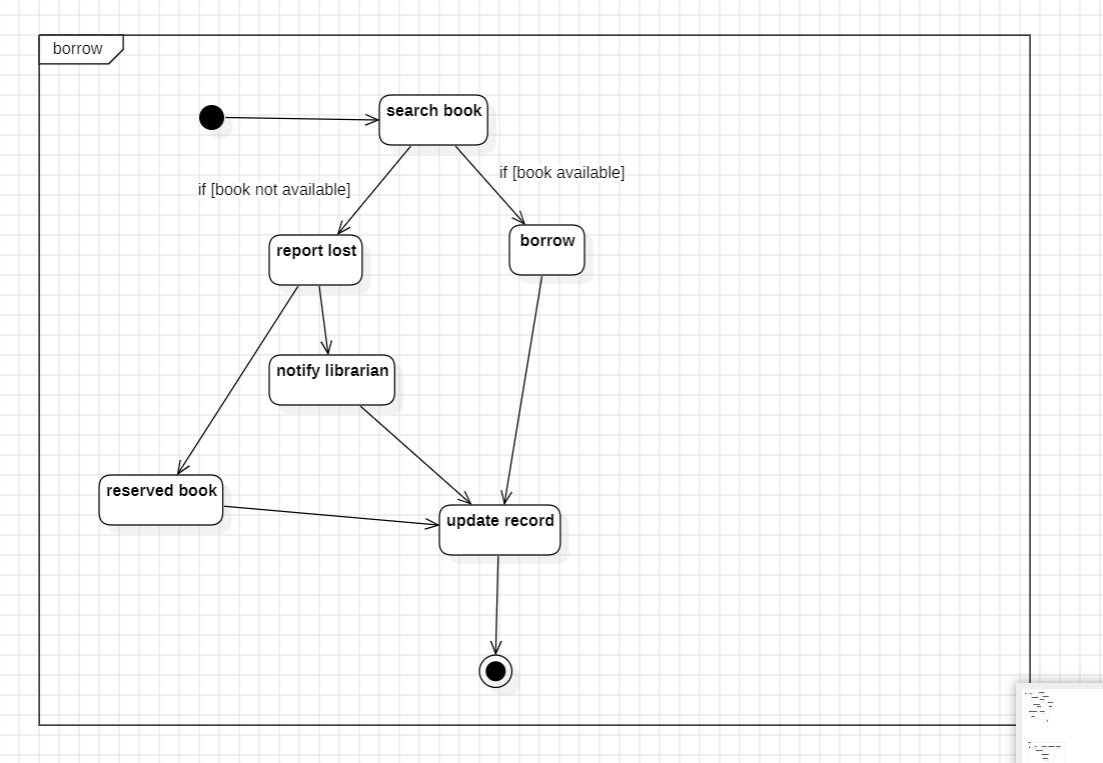 borrow
search book
if [book available]
if [book not available]
borrow
report lost
notify librarian
reserved book
update record